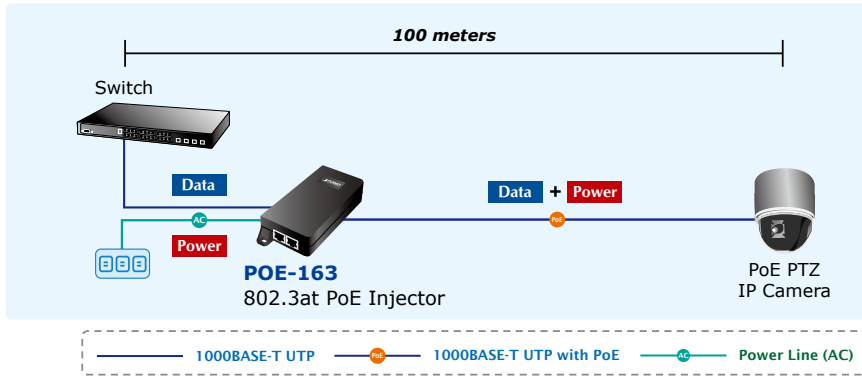 100 meters
Switch
Data
Data + Power
AC
PoE
Power
POE-163
802.3at PoE Injector
PoE PTZ
IP Camera
1000BASE-T UTP
PoE
1000BASE-T UTP with PoE
AC
Power Line (AC)